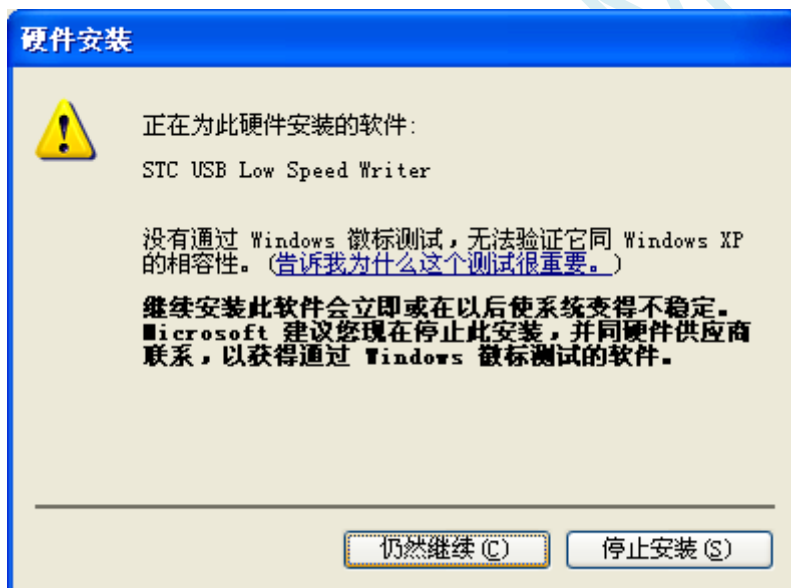 硬件安装
正在为此硬件安装的软件:
STC USB Low Speed Writer
没有通过 Windows 徽标测试，无法验证它同 Windows XP
的相容性。(告诉我为什么这个测试很重要。)
继续安装此软件会立即或在以后使系统变得不稳定。
Microsoft 建议您现在停止此安装，并同硬件供应商
联系，以获得通过 Windows 徽标测试的软件。
仍然继续(C)
停止安装(S)